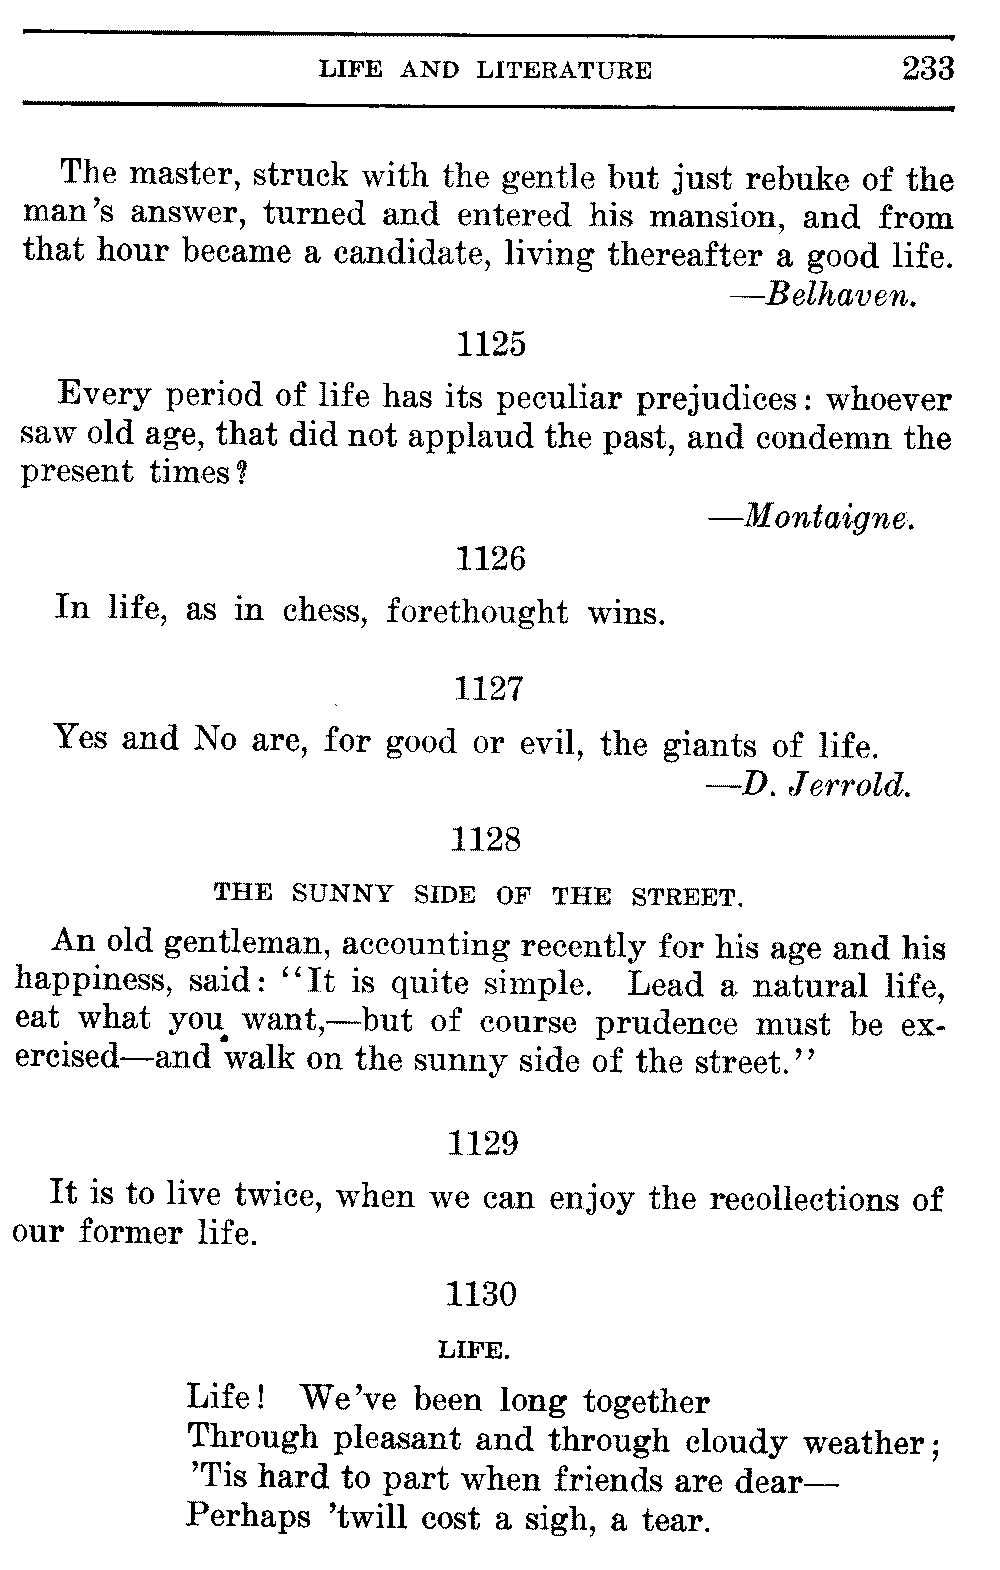 LIFE AND LITERATURE 233
The master, struck with the gentle but just rebuke of the
man's answer, turned and entered his mansion, and from
that hour became a candidate, living thereafter a good life.
—Belhaven.
1125
Every period of life has its peculiar prejudices: whoever
saw old age, that did not applaud the past, and condemn the
present times?
—Montaigne.
1126
In life, as in chess, forethought wins.
1127
Yes and No are, for good or evil, the giants of life.
—D. Jerrold.
1128
THE SUNNY SIDE OF THE STREET.
An old gentleman, accounting recently for his age and his
happiness, said: "It is quite simple. Lead a natural life,
eat what you want,—but of course prudence must be ex-
ercised—and walk on the sunny side of the street."
1129
It is to live twice, when we can enjoy the recollections of
our former life.
1130
LIFE.
Life! We've been long together
Through pleasant and through cloudy weather;
'Tis hard to part when friends are dear—
Perhaps 'twill cost a sigh, a tear.